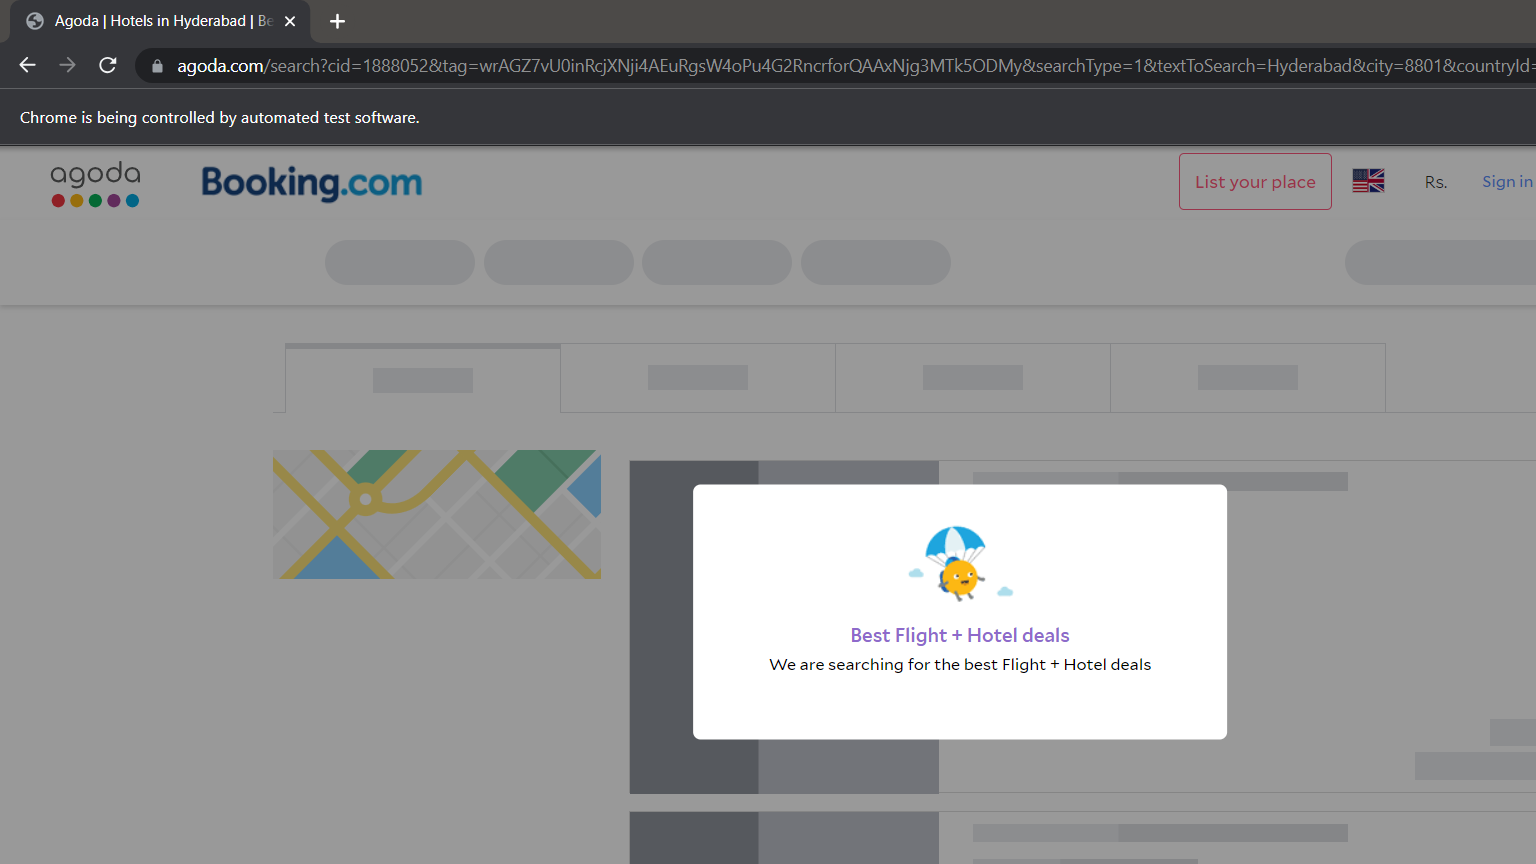 Agoda | Hotels in Hyderabad | Be
agoda.com/search?cid=1888052&tag=wrAGZ7vU0inRcjXNji4AEuRgsW4oPu4G2RncrforQAAxNjg3MTk5ODMy&searchType=1&textToSearch=Hyderabad&city=8801&countryId=
Chrome is being controlled by automated test software.
agoda
Booking.com
List your place
Rs.
Sign in
Best Flight + Hotel deals
We are searching for the best Flight + Hotel deals